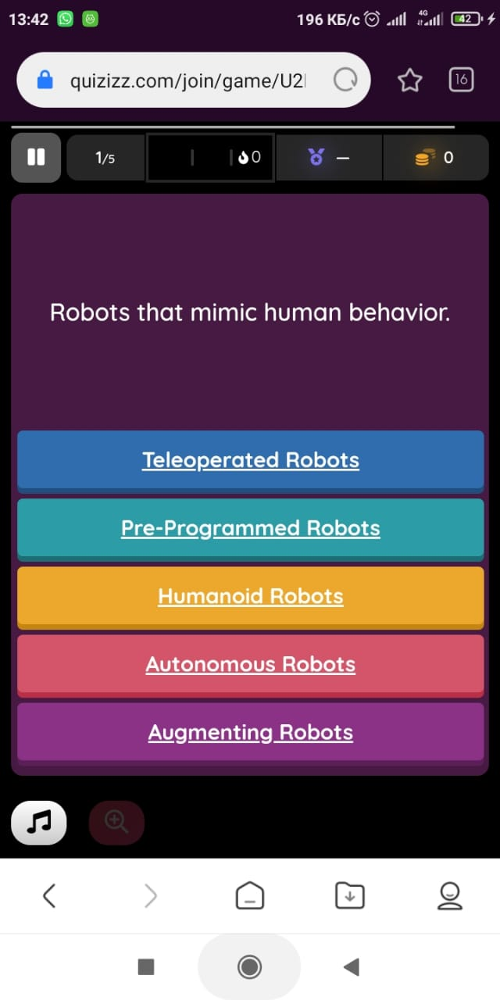 13:42
196 КБ/с
4G
42
quizizz.com/join/game/U2
16
1/5
0
–
0
Robots that mimic human behavior.
Teleoperated Robots
Pre-Programmed Robots
Humanoid Robots
Autonomous Robots
Augmenting Robots